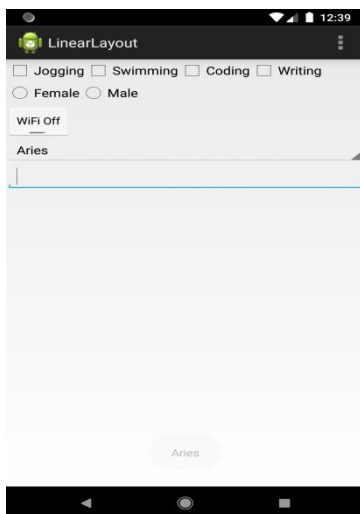 12:39
LinearLayout
Jogging Swimming Coding Writing
Female Male
WiFi Off
Aries
Aries